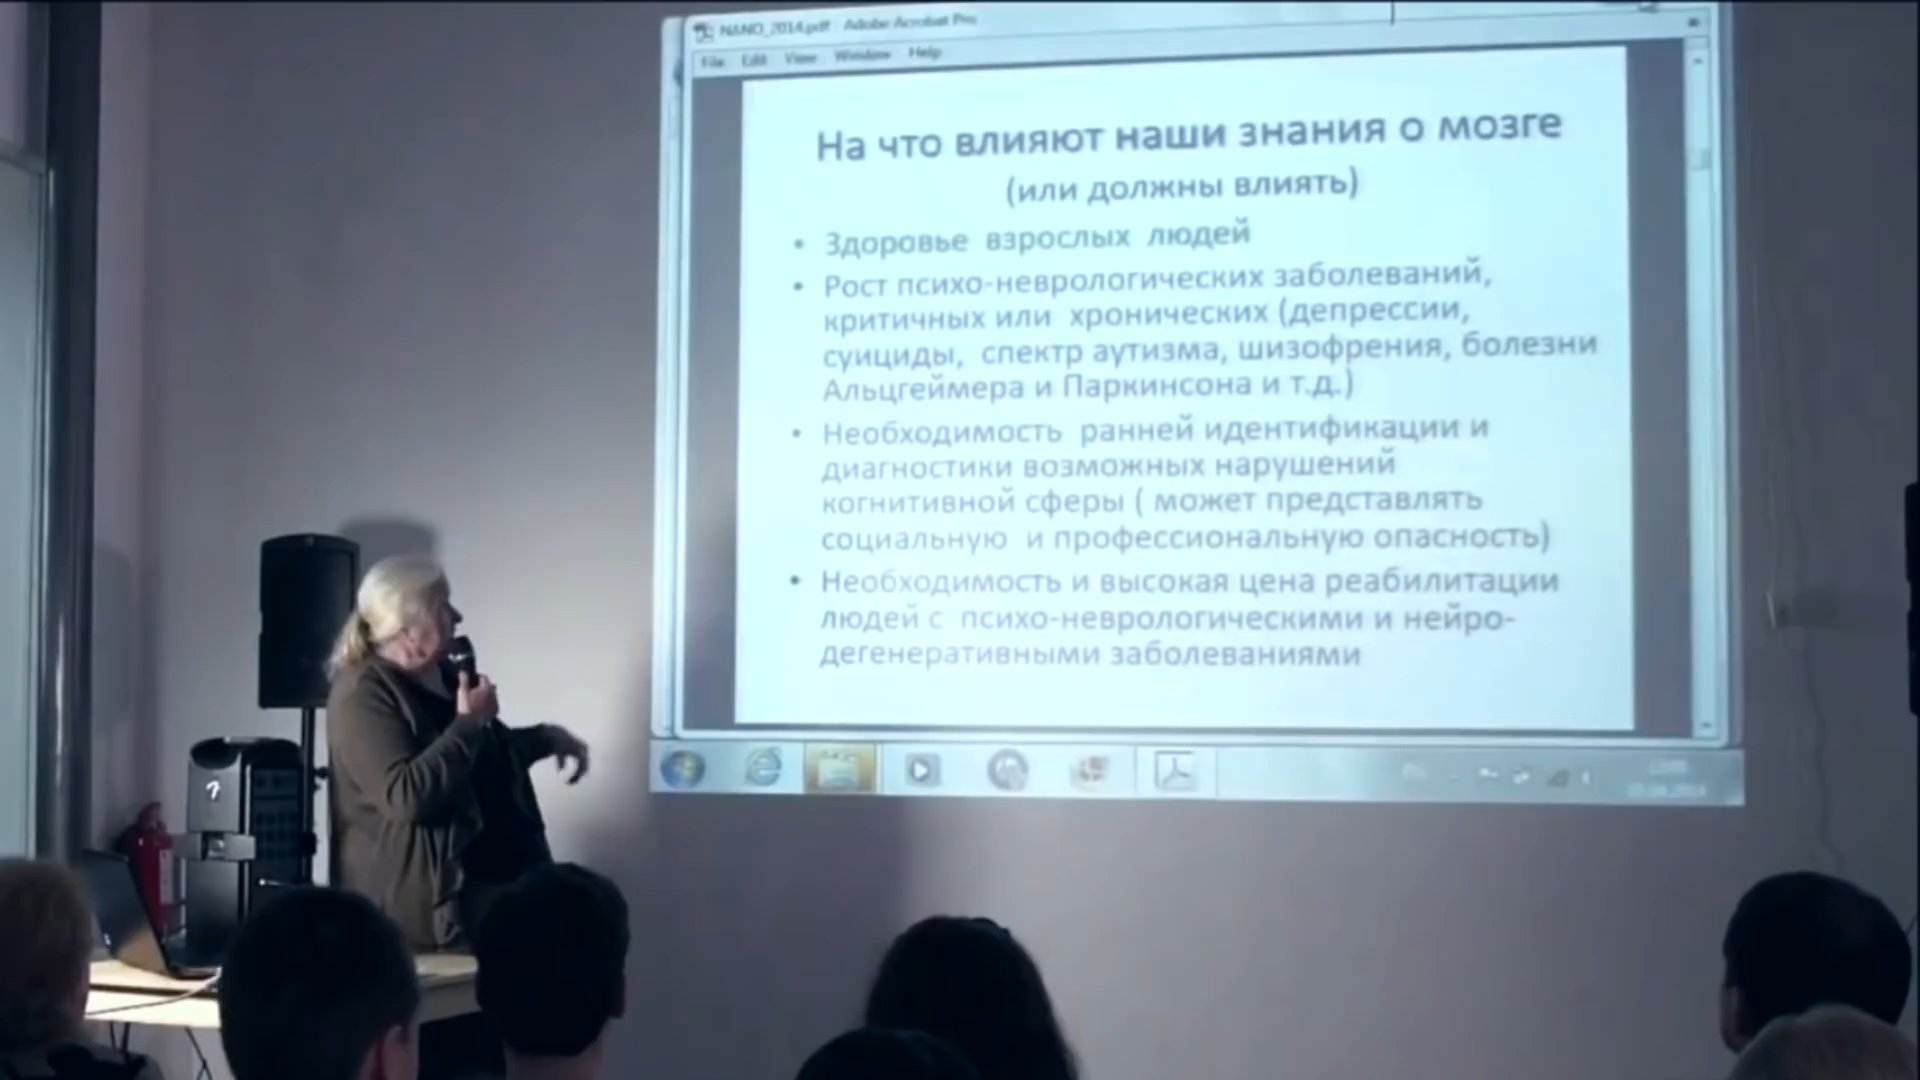 NANO_2014.pdf - Adobe Acrobat Pro
File Edit View Window Help
На что влияют наши знания о мозге
(или должны влиять)
• Здоровье взрослых людей
• Рост психо-неврологических заболеваний,
критичных или хронических (депрессии,
суициды, спектр аутизма, шизофрения, болезни
Альцгеймера и Паркинсона и т.д.)
• Необходимость ранней идентификации и
диагностики возможных нарушений
когнитивной сферы ( может представлять
социальную и профессиональную опасность)
• Необходимость и высокая цена реабилитации
людей с психо-неврологическими и нейро-
дегенеративными заболеваниями
?